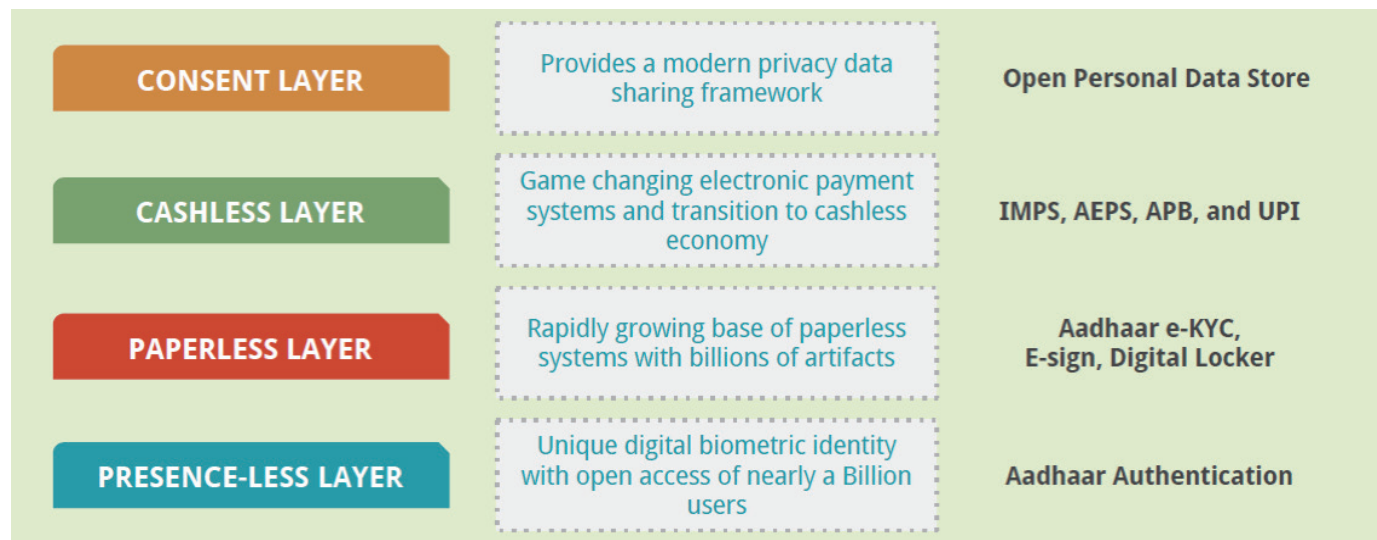 CONSENT LAYER
Provides a modern privacy data
sharing framework
Open Personal Data Store
CASHLESS LAYER
Game changing electronic payment
systems and transition to cashless
economy
IMPS, AEPS, APB, and UPI
PAPERLESS LAYER
Rapidly growing base of paperless
systems with billions of artifacts
Aadhaar e-KYC,
E-sign, Digital Locker
PRESENCE-LESS LAYER
Unique digital biometric identity
with open access of nearly a Billion
users
Aadhaar Authentication